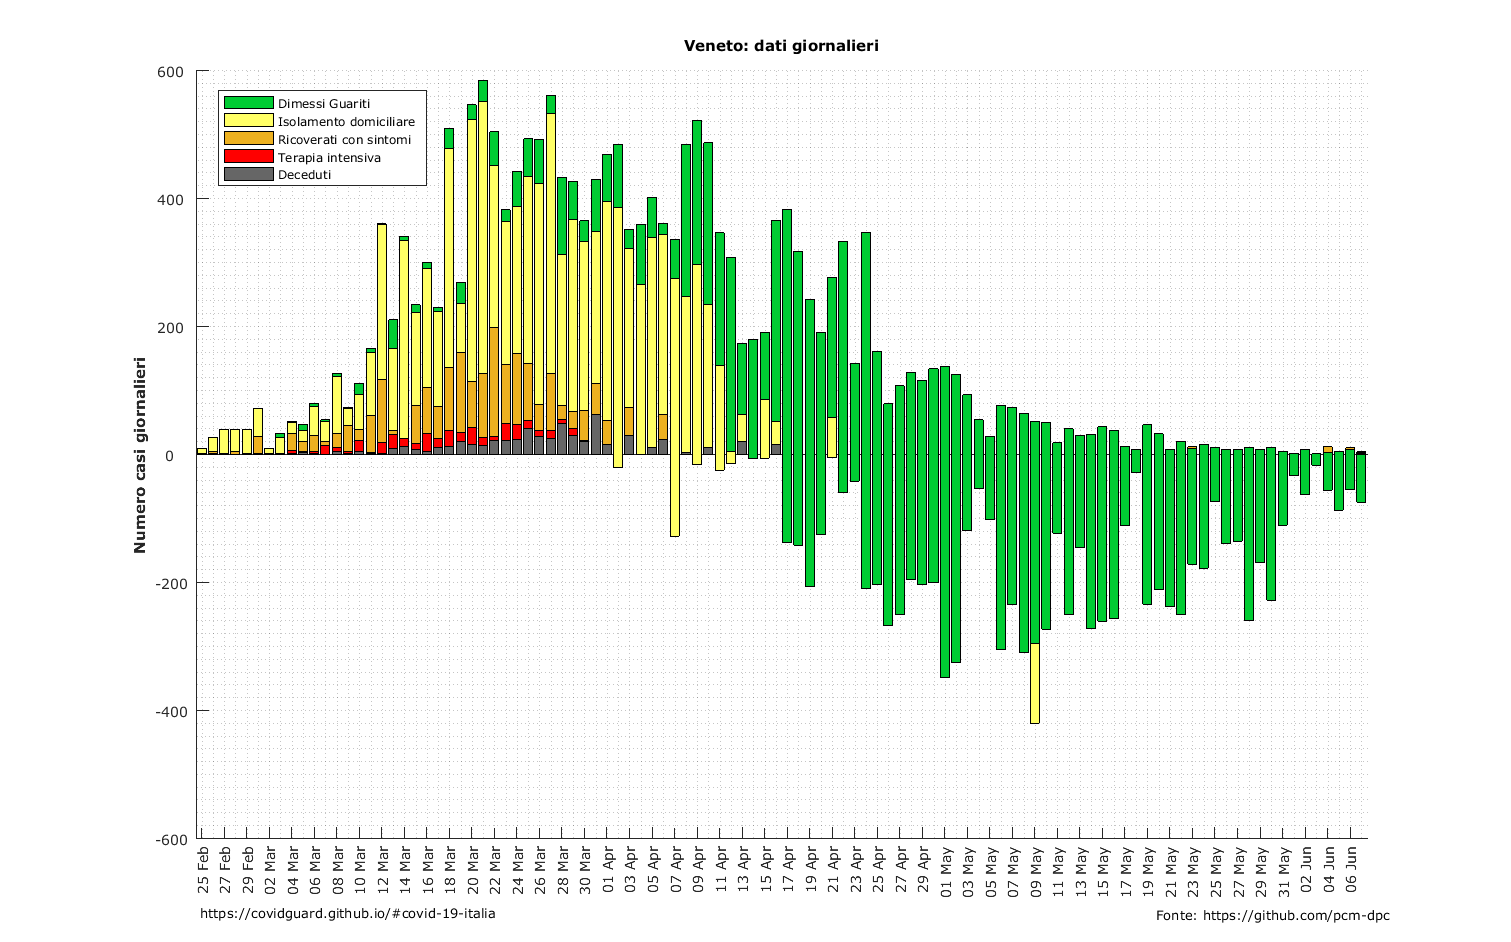 Veneto: dati giornalieri
600
400
200
0
-200
-400
-600
Numero casi giornalieri
Dimessi Guariti
Isolamento domiciliare
Ricoverati con sintomi
Terapia intensiva
Deceduti
25 Feb
27 Feb
29 Feb
02 Mar
04 Mar
06 Mar
08 Mar
10 Mar
12 Mar
14 Mar
16 Mar
18 Mar
20 Mar
22 Mar
24 Mar
26 Mar
28 Mar
30 Mar
01 Apr
03 Apr
05 Apr
07 Apr
09 Apr
11 Apr
13 Apr
15 Apr
17 Apr
19 Apr
21 Apr
23 Apr
25 Apr
27 Apr
29 Apr
01 May
03 May
05 May
07 May
09 May
11 May
13 May
15 May
17 May
19 May
21 May
23 May
25 May
27 May
29 May
31 May
02 Jun
04 Jun
06 Jun
https://covidguard.github.io/#covid-19-italia
Fonte: https://github.com/pcm-dpc